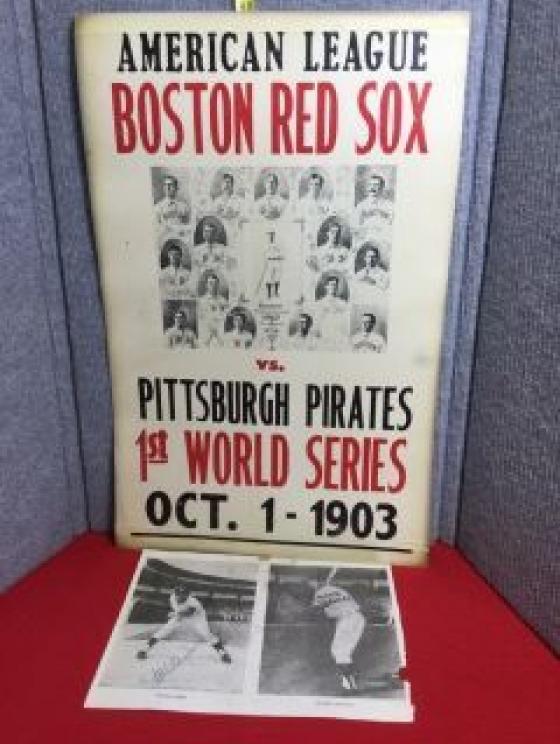 AMERICAN LEAGUE
BOSTON RED SOX
vs.
PITTSBURGH PIRATES
1st WORLD SERIES
OCT. 1 - 1903